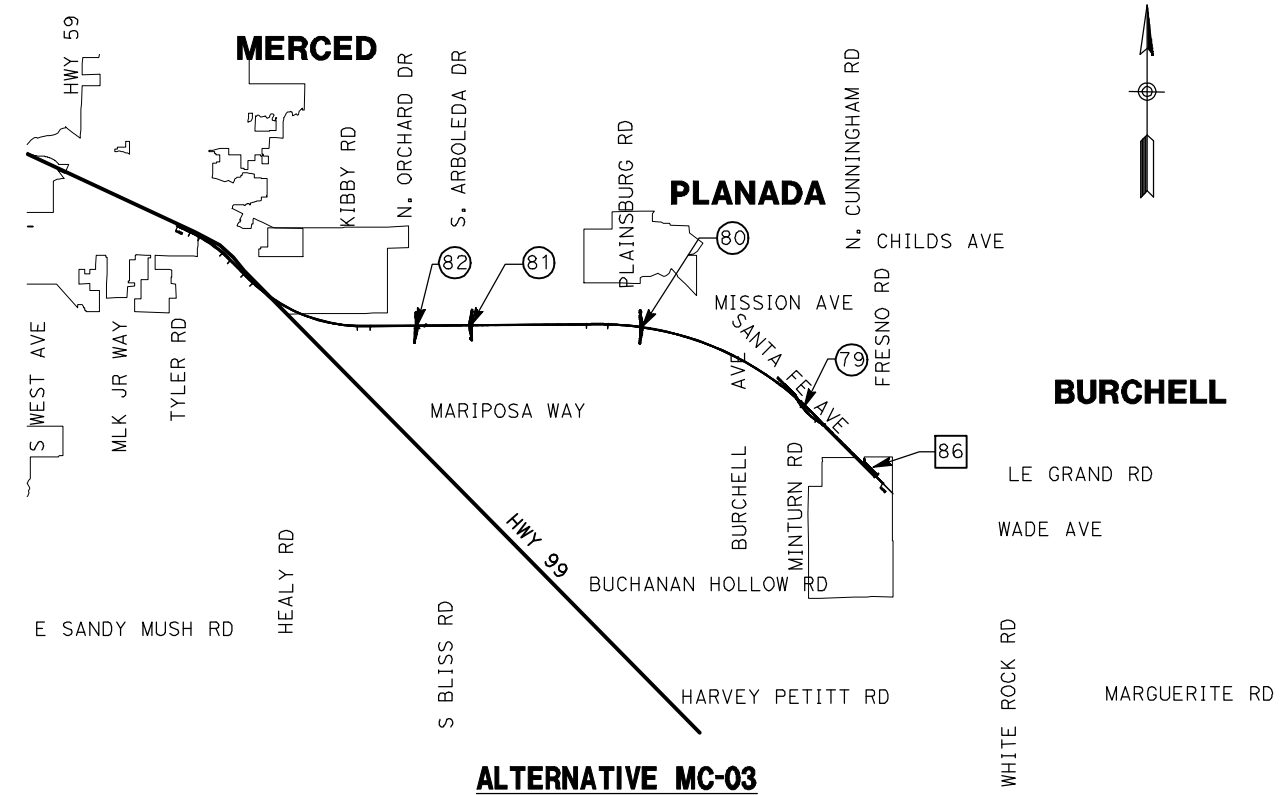 HWY 59
MERCED
KIBBY RD
N. ORCHARD DR
S. ARBOLEDA DR
PLAINSBURG RD
PLANADA
N. CUNNINGHAM RD
CHILDS AVE
80
82
81
MISSION AVE
SANTA FE AVE
FRESNO RD
79
S WEST AVE
MLK JR WAY
TYLER RD
MARIPOSA WAY
BURCHELL AVE
BURCHELL
MINTURN RD
86
LE GRAND RD
WADE AVE
HWY 99
HEALY RD
BUCHANAN HOLLOW RD
E SANDY MUSH RD
S BLISS RD
HARVEY PETITT RD
WHITE ROCK RD
MARGUERITE RD
ALTERNATIVE MC-03